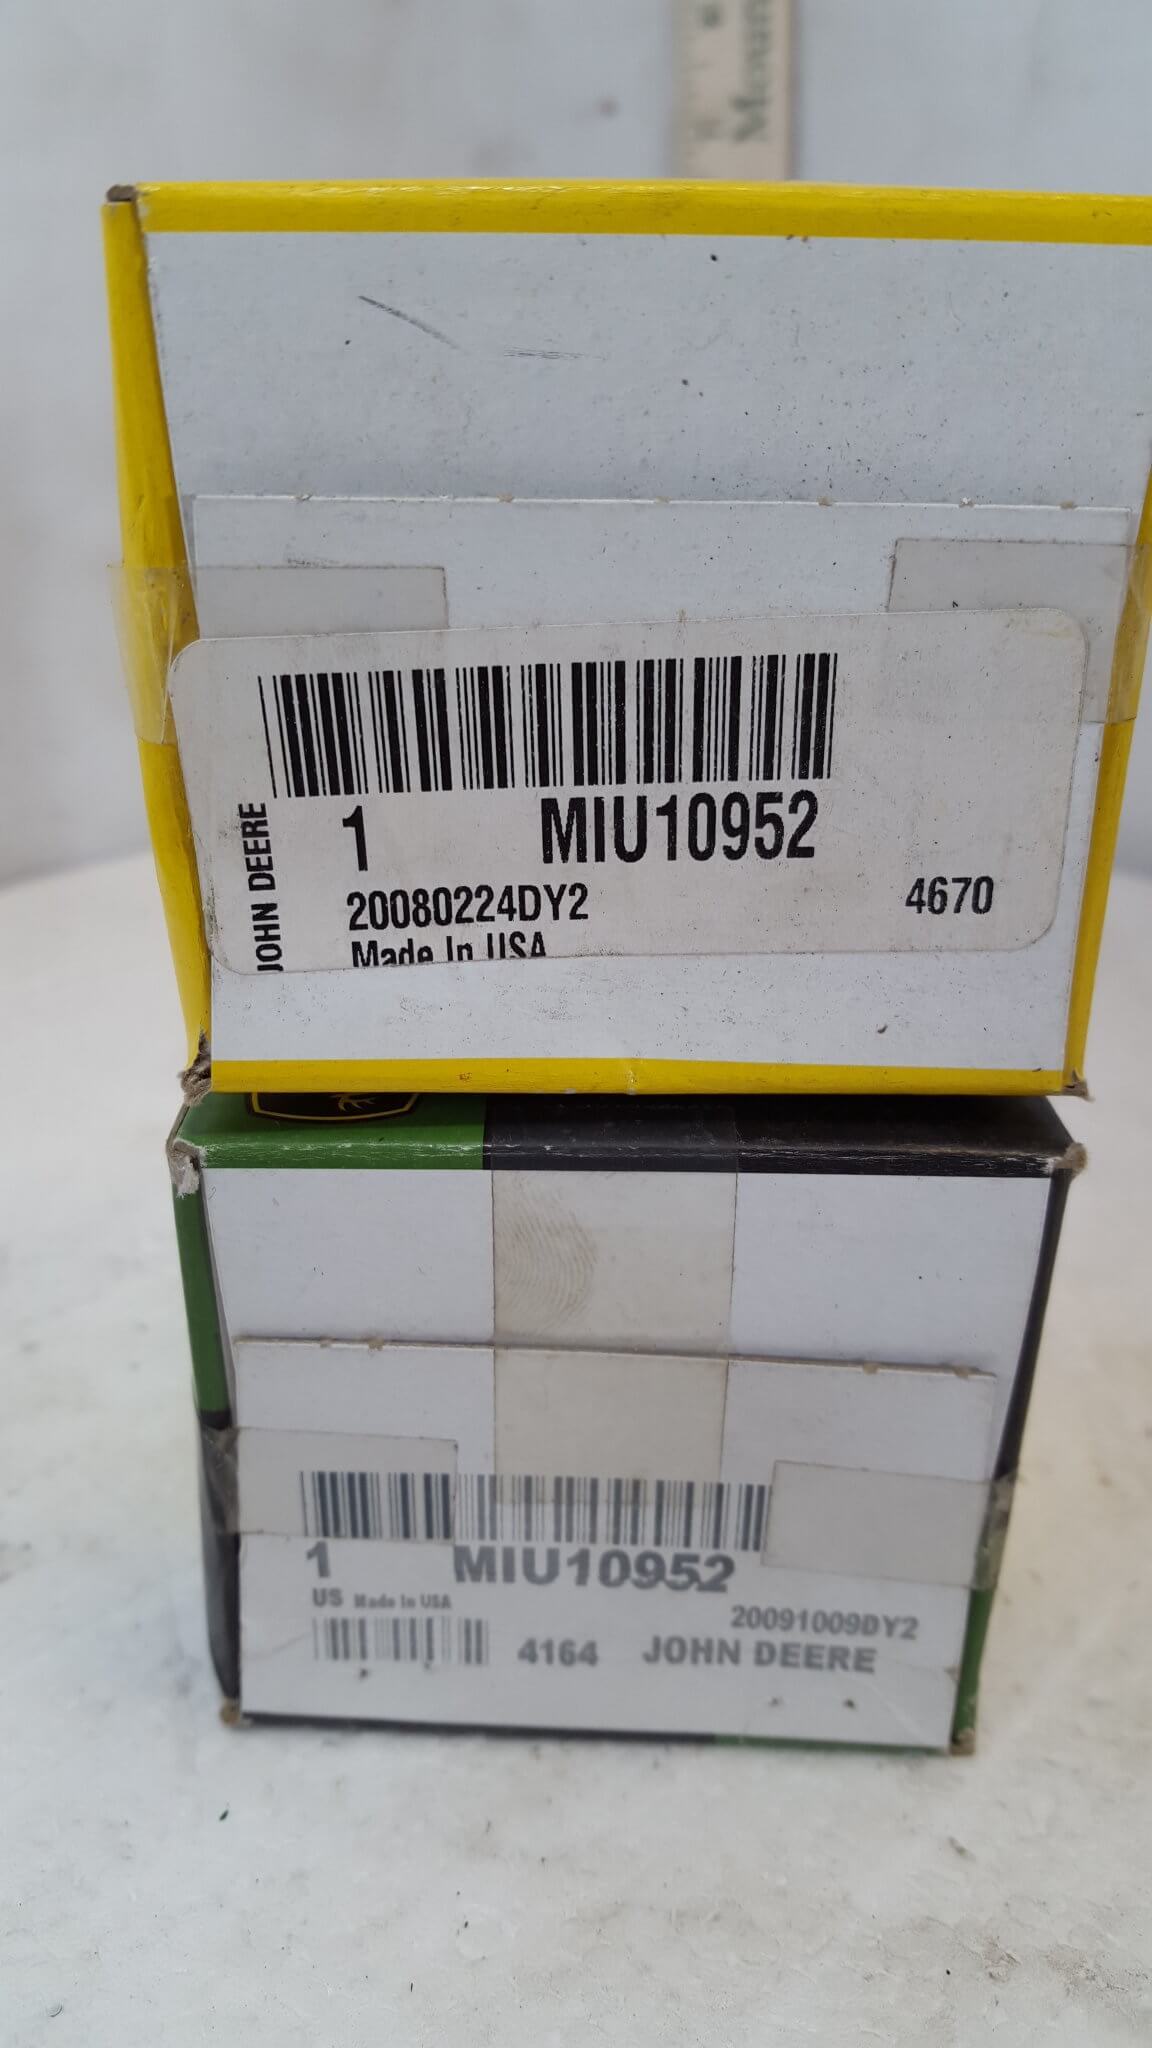 JOHN DEERE
1 MIU10952
20080224DY2 4670
Made In USA
1 MIU10952
US Made In USA
20091009DY2
4164 JOHN DEERE